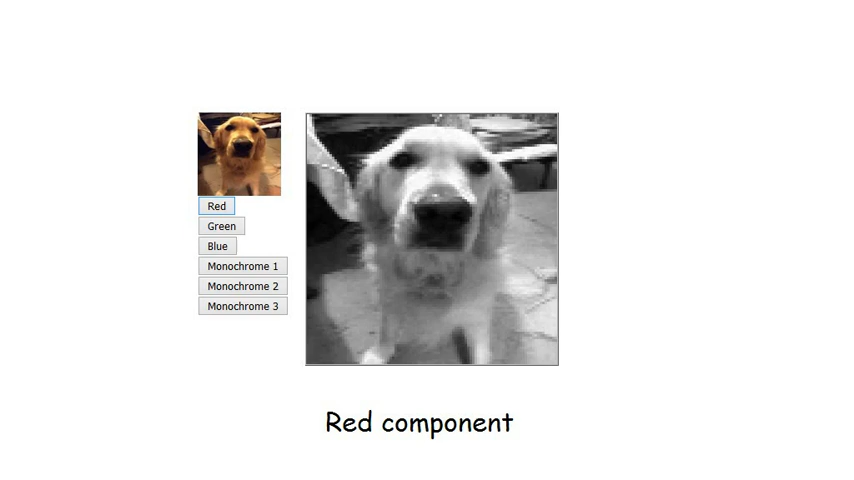 Red
Green
Blue
Monochrome 1
Monochrome 2
Monochrome 3
Red component